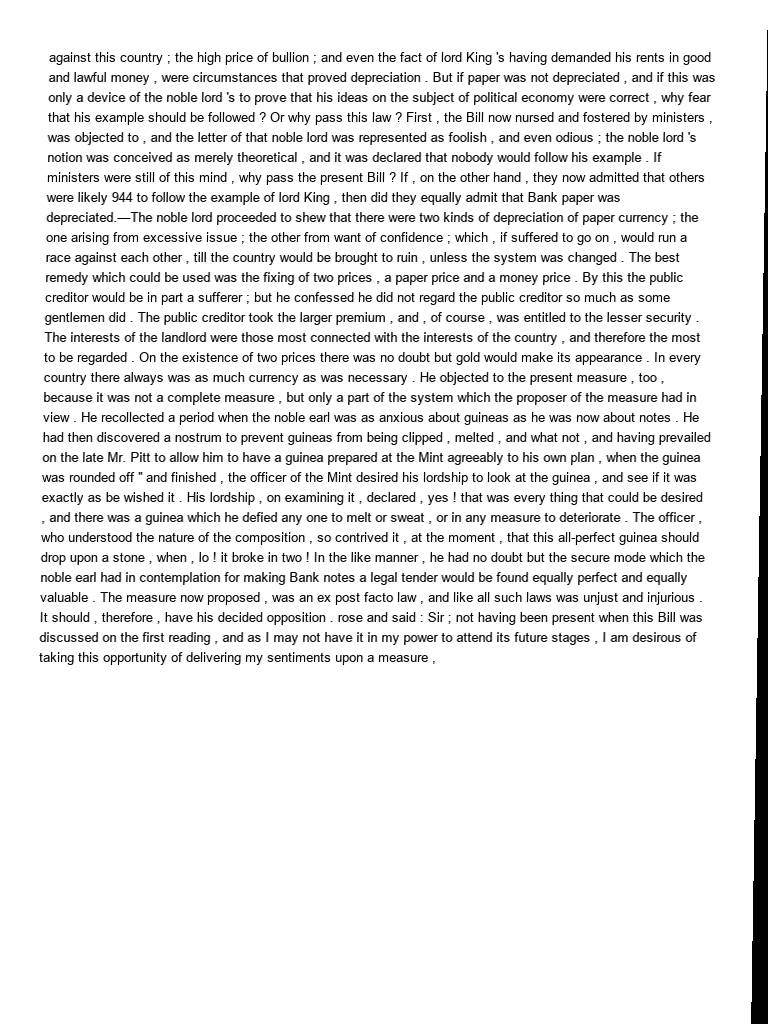 against this country ; the high price of bullion ; and even the fact of lord King 's having demanded his rents in good
and lawful money , were circumstances that proved depreciation . But if paper was not depreciated , and if this was
only a device of the noble lord 's to prove that his ideas on the subject of political economy were correct , why fear
that his example should be followed ? Or why pass this law ? First , the Bill now nursed and fostered by ministers ,
was objected to , and the letter of that noble lord was represented as foolish , and even odious ; the noble lord 's
notion was conceived as merely theoretical , and it was declared that nobody would follow his example . If
ministers were still of this mind , why pass the present Bill ? If , on the other hand , they now admitted that others
were likely 944 to follow the example of lord King , then did they equally admit that Bank paper was
depreciated.—The noble lord proceeded to shew that there were two kinds of depreciation of paper currency ; the
one arising from excessive issue ; the other from want of confidence ; which , if suffered to go on , would run a
race against each other , till the country would be brought to ruin , unless the system was changed . The best
remedy which could be used was the fixing of two prices , a paper price and a money price . By this the public
creditor would be in part a sufferer ; but he confessed he did not regard the public creditor so much as some
gentlemen did . The public creditor took the larger premium , and , of course , was entitled to the lesser security .
The interests of the landlord were those most connected with the interests of the country , and therefore the most
to be regarded . On the existence of two prices there was no doubt but gold would make its appearance . In every
country there always was as much currency as was necessary . He objected to the present measure , too ,
because it was not a complete measure , but only a part of the system which the proposer of the measure had in
view . He recollected a period when the noble earl was as anxious about guineas as he was now about notes . He
had then discovered a nostrum to prevent guineas from being clipped , melted , and what not , and having prevailed
on the late Mr. Pitt to allow him to have a guinea prepared at the Mint agreeably to his own plan , when the guinea
was rounded off " and finished , the officer of the Mint desired his lordship to look at the guinea , and see if it was
exactly as be wished it . His lordship , on examining it , declared , yes ! that was every thing that could be desired
, and there was a guinea which he defied any one to melt or sweat , or in any measure to deteriorate . The officer ,
who understood the nature of the composition , so contrived it , at the moment , that this all-perfect guinea should
drop upon a stone , when , lo ! it broke in two ! In the like manner , he had no doubt but the secure mode which the
noble earl had in contemplation for making Bank notes a legal tender would be found equally perfect and equally
valuable . The measure now proposed , was an ex post facto law , and like all such laws was unjust and injurious .
It should , therefore , have his decided opposition . rose and said : Sir ; not having been present when this Bill was
discussed on the first reading , and as I may not have it in my power to attend its future stages , I am desirous of
taking this opportunity of delivering my sentiments upon a measure ,